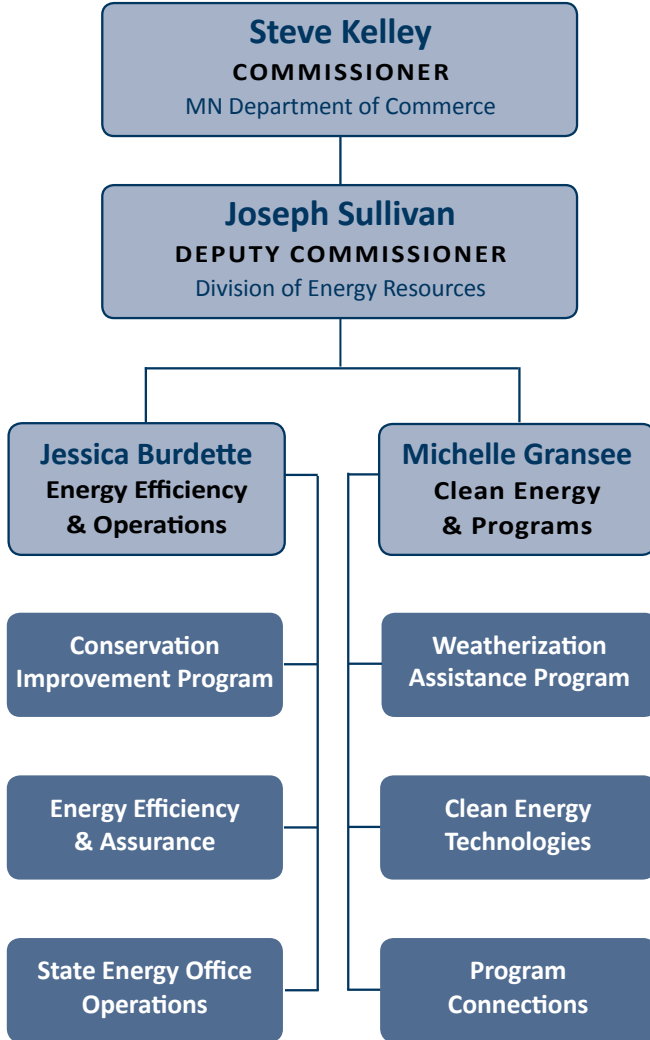 Steve Kelley
COMMISSIONER
MN Department of Commerce
Joseph Sullivan
DEPUTY COMMISSIONER
Division of Energy Resources
Jessica Burdette
Energy Efficiency
& Operations
Michelle Gransee
Clean Energy
& Programs
Conservation
Improvement Program
Weatherization
Assistance Program
Energy Efficiency
& Assurance
Clean Energy
Technologies
State Energy Office
Operations
Program
Connections